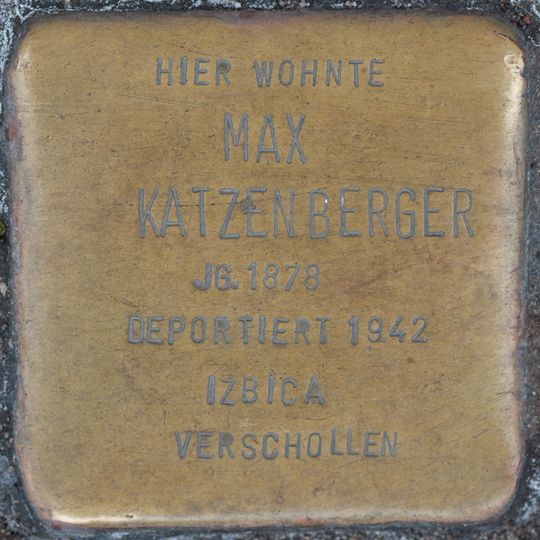 HIER WOHNTE
MAX
KATZENBERGER
JG. 1878
DEPORTIERT 1942
IZBICA
VERSCHOLLEN